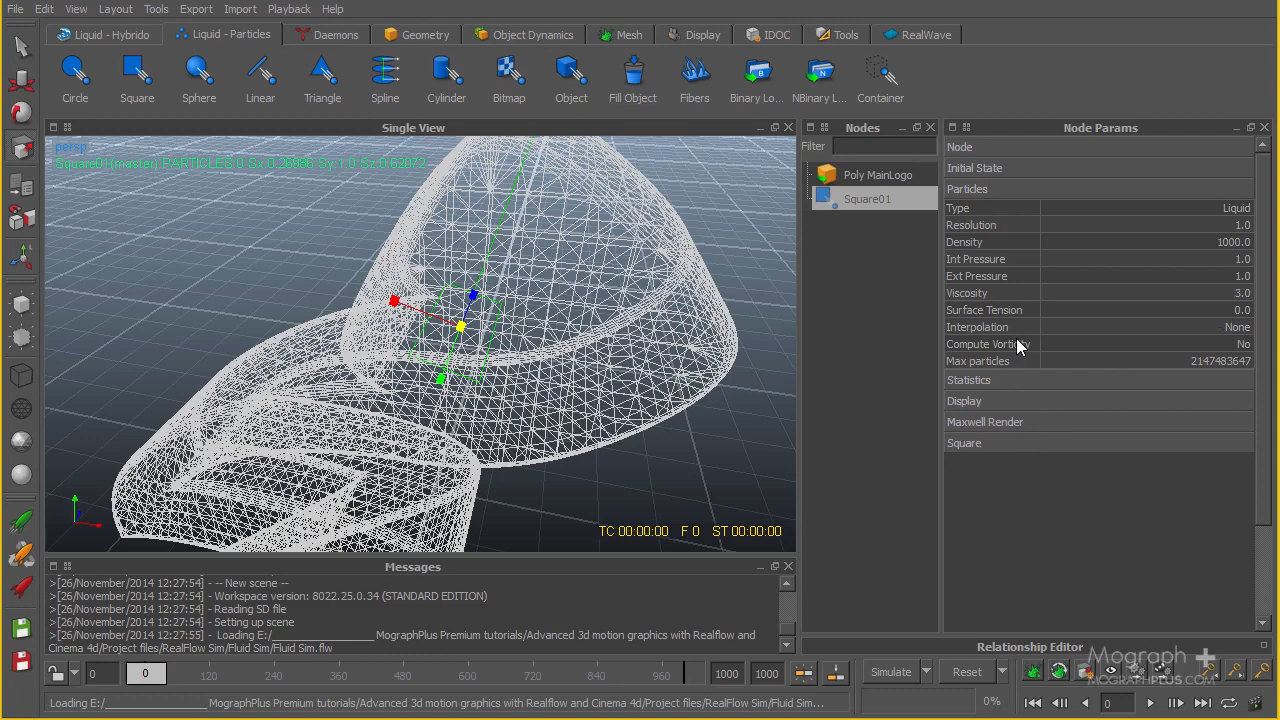 File Edit View Layout Tools Export Import Playback Help
Liquid - Hybrido Liquid - Particles Daemons Geometry Object Dynamics Mesh Display IDOC Tools RealWave
Circle Square Sphere Linear Triangle Spline Cylinder Bitmap Object Fill Object Fibers Binary Lo... NBinary L... Container
Single View
persp
Square01(master) PARTICLES:0 Sx:0.26986 Sy:1.0 Sz:0.63072
TC 00:00:00 F 0 ST 00:00:00
Nodes
Filter
Poly MainLogo
Square01
Node Params
Node
Initial State
Particles
Type Liquid
Resolution 1.0
Density 1000.0
Int Pressure 1.0
Ext Pressure 1.0
Viscosity 3.0
Surface Tension 0.0
Interpolation None
Compute Vorticity No
Max particles 2147483647
Statistics
Display
Maxwell Render
Square
Messages
>[26/November/2014 12:27:54] - -- New scene --
>[26/November/2014 12:27:54] - Workspace version: 8022.25.0.34 (STANDARD EDITION)
>[26/November/2014 12:27:54] - Reading SD file
>[26/November/2014 12:27:54] - Setting up scene
>[26/November/2014 12:27:55] - Loading E:/____________________ MographPlus Premium tutorials/Advanced 3d motion graphics with Realflow and
Cinema 4d/Project files/RealFlow Sim/Fluid Sim/Fluid Sim.flw
Relationship Editor
Mograph +
MOGRAPHPLUS.COM
0 0 120 240 360 480 600 720 840 960 1000 1000
Simulate Reset
Loading E:/____________________ MographPlus Premium tutorials/Advanced 3d motion graphics with Realflow and Cinema 4d/Project files/RealFlow Sim/Fluid Sim...
0% 0